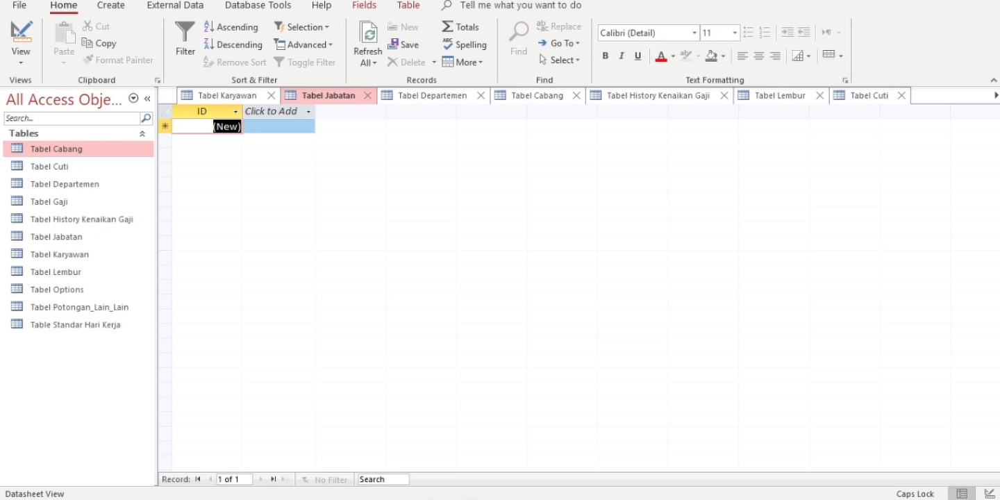 File Home Create External Data Database Tools Help Fields Table Tell me what you want to do
View
Views
Paste
Cut
Copy
Format Painter
Clipboard
Filter
Ascending
Descending
Remove Sort
Selection
Advanced
Toggle Filter
Sort & Filter
Refresh
All
New
Save
Delete
Totals
Spelling
More
Records
Find
Replace
Go To
Select
Find
Calibri (Detail) 11
B I U A
Text Formatting
All Access Obje...
Search...
Tables
Tabel Cabang
Tabel Cuti
Tabel Departemen
Tabel Gaji
Tabel History Kenaikan Gaji
Tabel Jabatan
Tabel Karyawan
Tabel Lembur
Tabel Options
Tabel Potongan_Lain_Lain
Table Standar Hari Kerja
Tabel Karyawan Tabel Jabatan Tabel Departemen Tabel Cabang Tabel History Kenaikan Gaji Tabel Lembur Tabel Cuti
ID Click to Add
(New)
Record: 1 of 1 No Filter Search
Datasheet View Caps Lock